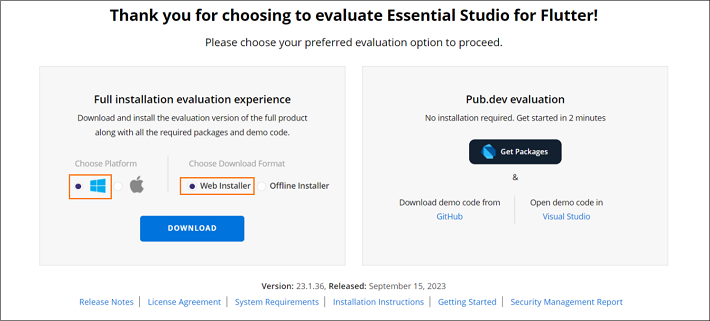 Thank you for choosing to evaluate Essential Studio for Flutter!
Please choose your preferred evaluation option to proceed.
Full installation evaluation experience
Download and install the evaluation version of the full product
along with all the required packages and demo code.
Choose Platform
Choose Download Format
Web Installer
Offline Installer
DOWNLOAD
Pub.dev evaluation
No installation required. Get started in 2 minutes
Get Packages
&
Download demo code from
GitHub
Open demo code in
Visual Studio
Version: 23.1.36, Released: September 15, 2023
Release Notes | License Agreement | System Requirements | Installation Instructions | Getting Started | Security Management Report